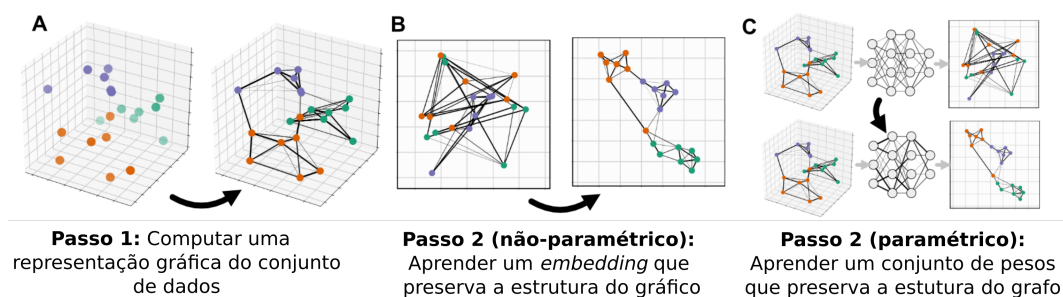 A
B
C
Passo 1: Computar uma
representação gráfica do conjunto
de dados
Passo 2 (não-paramétrico):
Aprender um embedding que
preserva a estrutura do gráfico
Passo 2 (paramétrico):
Aprender um conjunto de pesos
que preserva a estutura do grafo